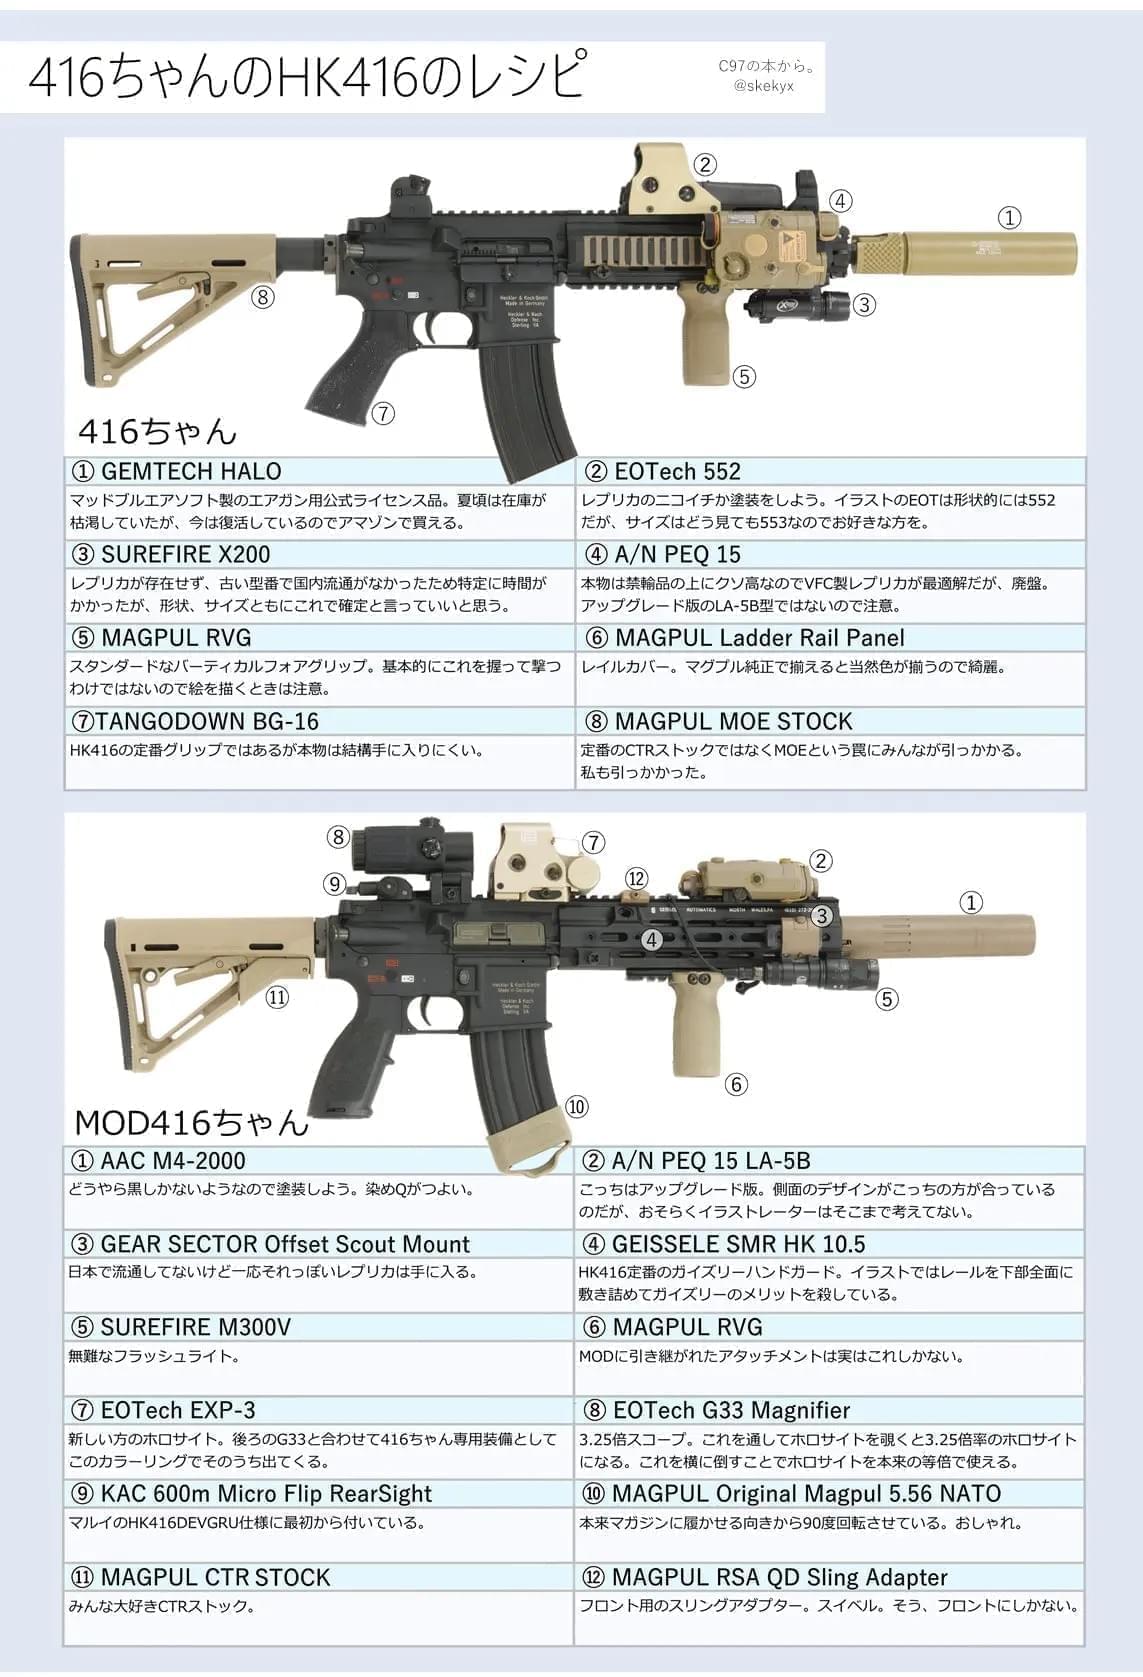 416ちゃんのHK416のレシピ
C97の本から。
@skekyx
②
④
①
⑧
③
⑤
⑦
Heckler & Koch GmbH
Made in Germany
Heckler & Koch
Defense Inc.
Sterling VA
416ちゃん
① GEMTECH HALO
マッドブルエアソフト製のエアガン用公式ライセンス品。夏頃は在庫が
枯渇していたが、今は復活しているのでアマゾンで買える。
② EOTech 552
レプリカのニコイチか塗装をしよう。イラストのEOTは形状的には552
だが、サイズはどう見ても553なのでお好きな方を。
③ SUREFIRE X200
レプリカが存在せず、古い型番で国内流通がなかったため特定に時間が
かかったが、形状、サイズともにこれで確定と言っていいと思う。
④ A/N PEQ 15
本物は禁輸品の上にクソ高なのでVFC製レプリカが最適解だが、廃盤。
アップグレード版のLA-5B型ではないので注意。
⑤ MAGPUL RVG
スタンダードなバーティカルフォアグリップ。基本的にこれを握って撃つ
わけではないので絵を描くときは注意。
⑥ MAGPUL Ladder Rail Panel
レイルカバー。マグプル純正で揃えると当然色が揃うので綺麗。
⑦TANGODOWN BG-16
HK416の定番グリップではあるが本物は結構手に入りにくい。
⑧ MAGPUL MOE STOCK
定番のCTRストックではなくMOEという罠にみんなが引っかかる。
私も引っかかった。
⑧
⑦
②
⑨
⑫
①
③
④
⑪
⑤
⑥
⑩
GEISSELE AUTOMATICS NORTH WALES,PA
Heckler & Koch GmbH
Made in Germany
Heckler & Koch
Defense Inc.
Sterling VA
MOD416ちゃん
① AAC M4-2000
どうやら黒しかないようなので塗装しよう。染めQがつよい。
② A/N PEQ 15 LA-5B
こっちはアップグレード版。側面のデザインがこっちの方が合っている
のだが、おそらくイラストレーターはそこまで考えてない。
③ GEAR SECTOR Offset Scout Mount
日本で流通してないけど一応それっぽいレプリカは手に入る。
④ GEISSELE SMR HK 10.5
HK416定番のガイズリーハンドガード。イラストではレールを下部全面に
敷き詰めてガイズリーのメリットを殺している。
⑤ SUREFIRE M300V
無難なフラッシュライト。
⑥ MAGPUL RVG
MODに引き継がれたアタッチメントは実はこれしかない。
⑦ EOTech EXP-3
新しい方のホロサイト。後ろのG33と合わせて416ちゃん専用装備として
このカラーリングでそのうち出てくる。
⑧ EOTech G33 Magnifier
3.25倍スコープ。これを通してホロサイトを覗くと3.25倍率のホロサイト
になる。これを横に倒すことでホロサイトを本来の等倍で使える。
⑨ KAC 600m Micro Flip RearSight
マルイのHK416DEVGRU仕様に最初から付いている。
⑩ MAGPUL Original Magpul 5.56 NATO
本来マガジンに履かせる向きから90度回転させている。おしゃれ。
⑪ MAGPUL CTR STOCK
みんな大好きCTRストック。
⑫ MAGPUL RSA QD Sling Adapter
フロント用のスリングアダプター。スイベル。そう、フロントにしかない。